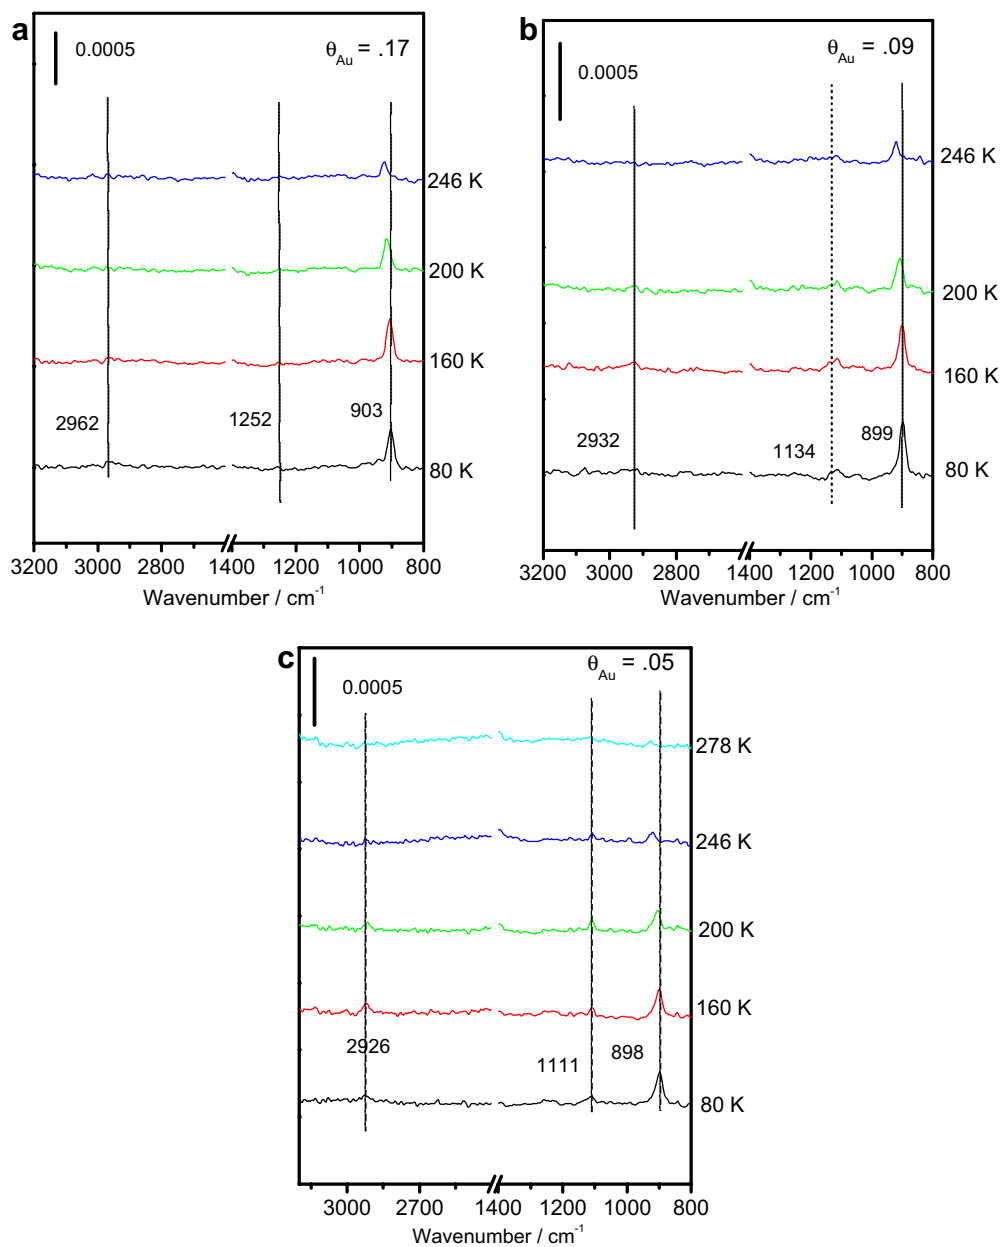 a
0.0005
θAu = .17
246 K
200 K
160 K
2962
1252
903
80 K
3200 3000 2800 1400 1200 1000 800
Wavenumber / cm-1
b
0.0005
θAu = .09
246 K
200 K
160 K
2932
1134
899
80 K
3200 3000 2800 1400 1200 1000 800
Wavenumber / cm-1
c
0.0005
θAu = .05
278 K
246 K
200 K
160 K
2926
1111
898
80 K
3000 2700 1400 1200 1000 800
Wavenumber / cm-1